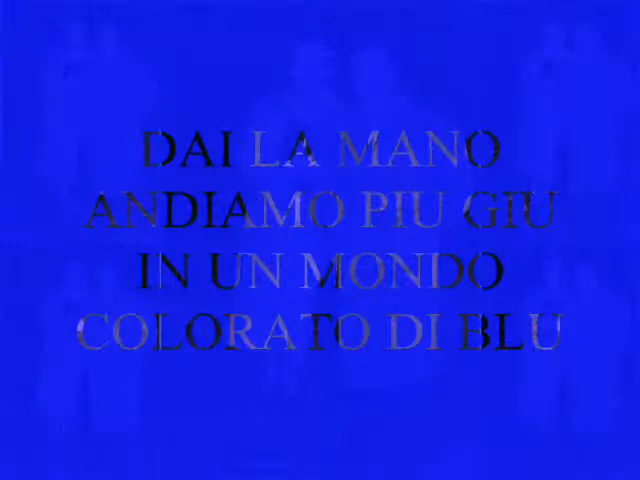 DAI LA MANO
ANDIAMO PIU GIU
IN UN MONDO
COLORATO DI BLU